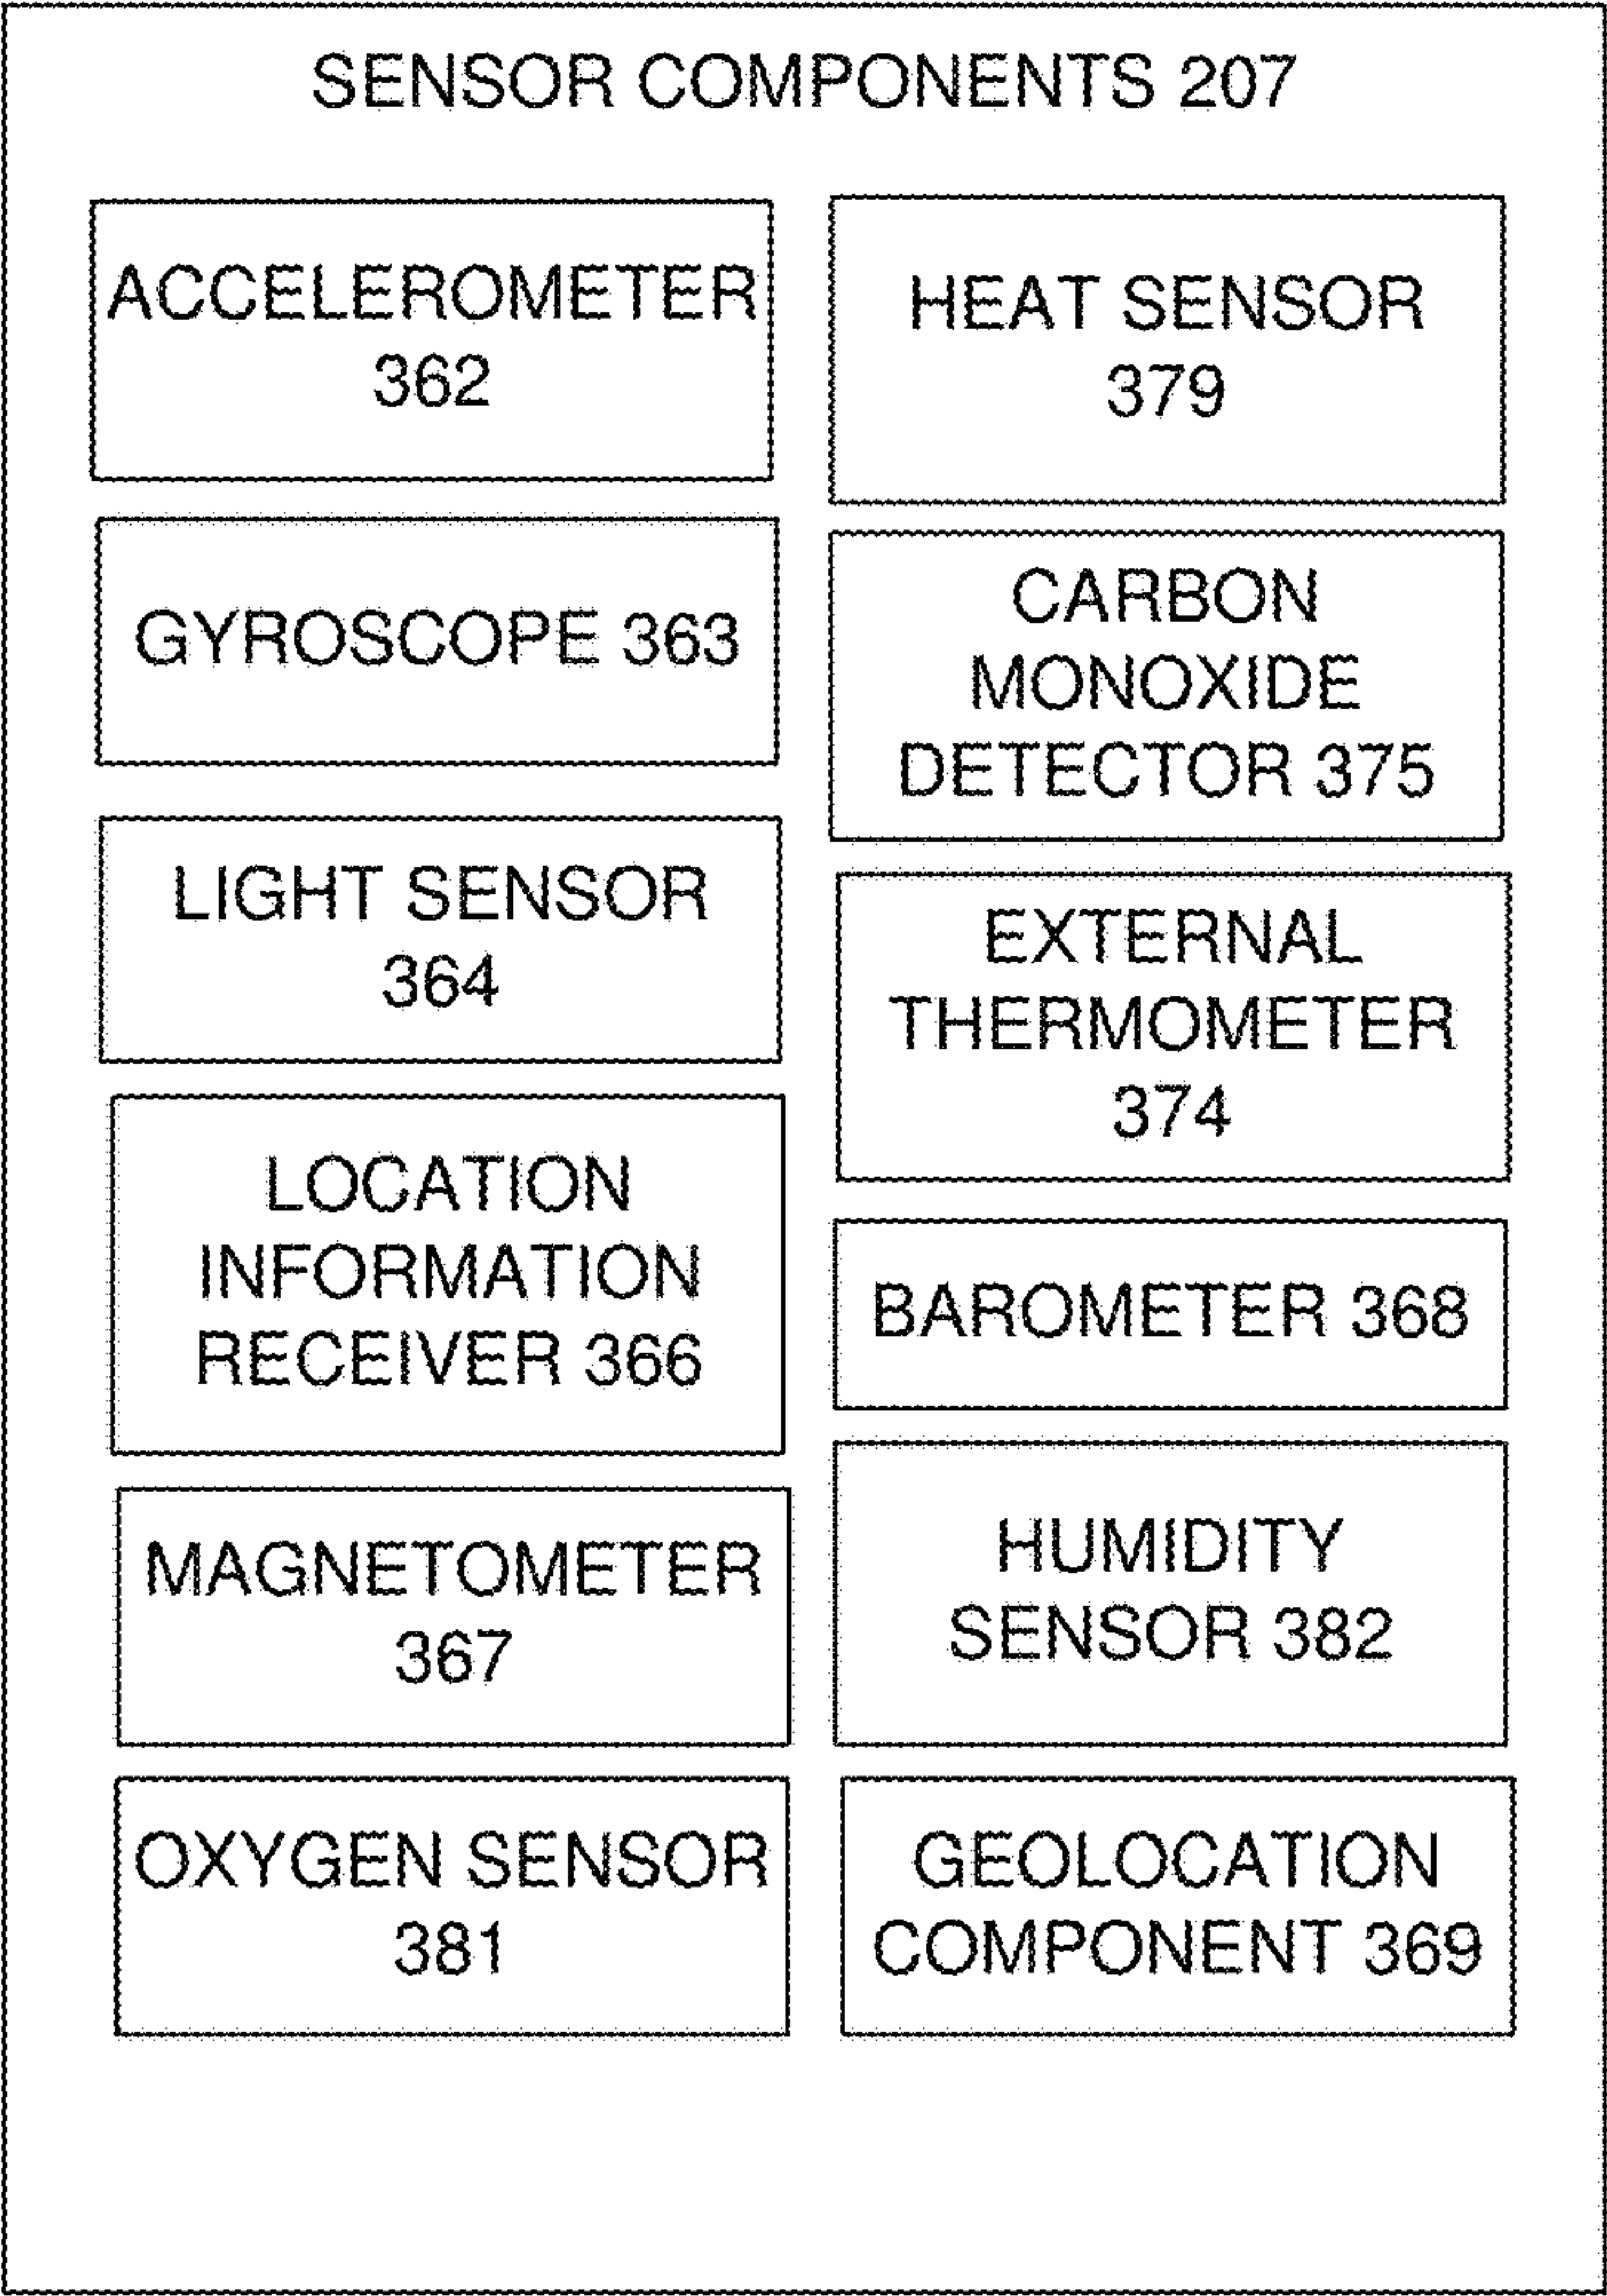 SENSOR COMPONENTS 207
ACCELEROMETER
362
GYROSCOPE 363
LIGHT SENSOR
364
LOCATION
INFORMATION
RECEIVER 366
MAGNETOMETER
367
OXYGEN SENSOR
381
HEAT SENSOR
379
CARBON
MONOXIDE
DETECTOR 375
EXTERNAL
THERMOMETER
374
BAROMETER 368
HUMIDITY
SENSOR 382
GEOLOCATION
COMPONENT 369